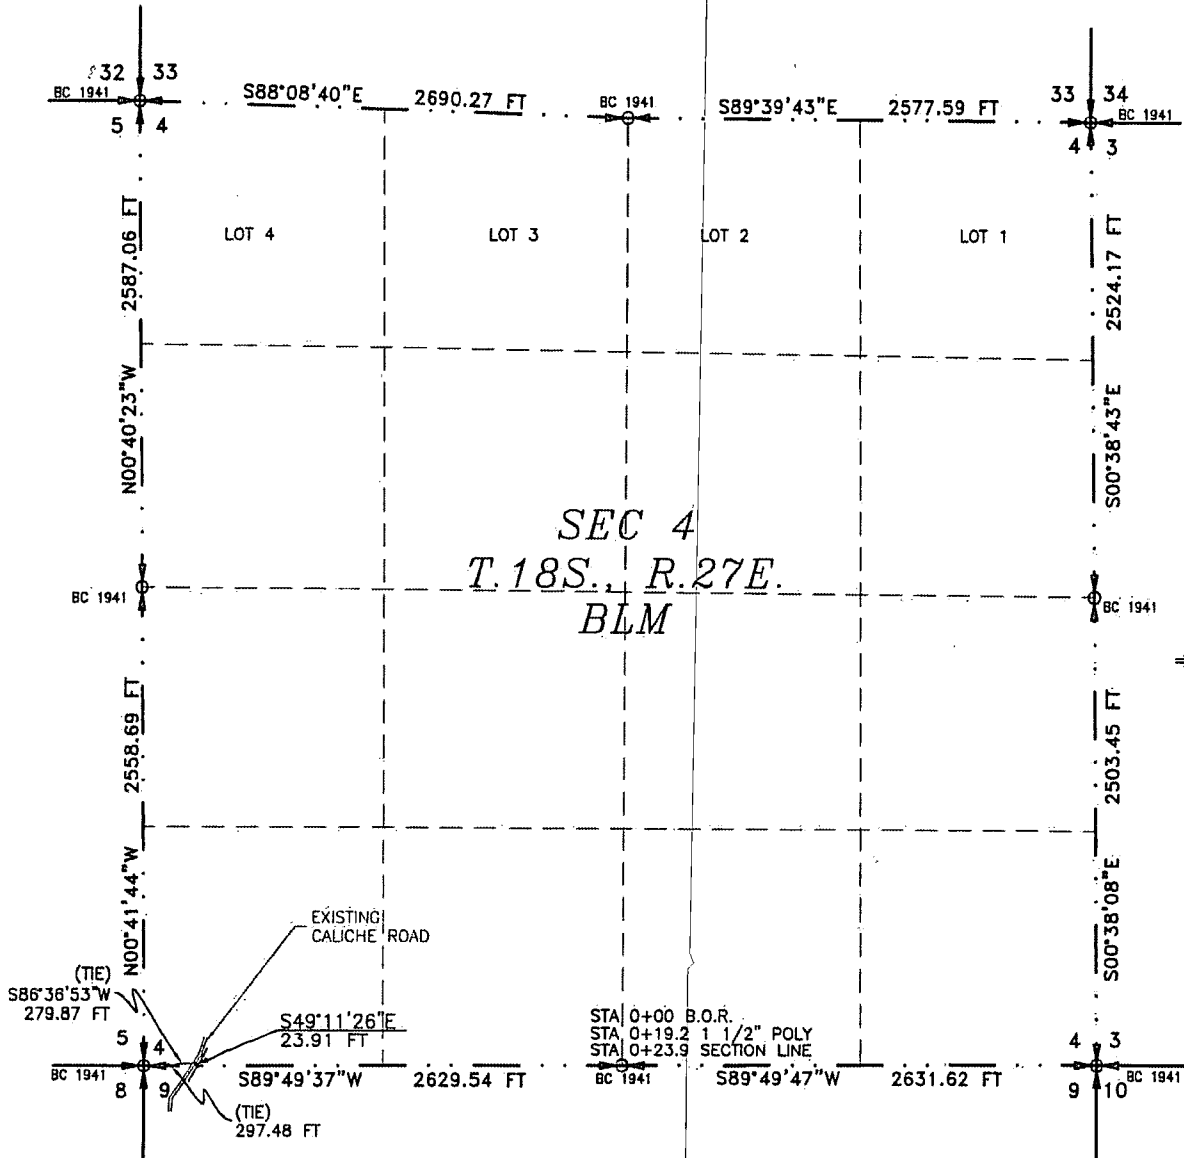 32 33
BC 1941
5 4
S88°08'40"E 2690.27 FT
BC 1941
S89°39'43"E 2577.59 FT
33 34
BC 1941
4 3
2587.06 FT
N00°40'23"W
LOT 4
LOT 3
LOT 2
LOT 1
2524.17 FT
S00°38'43"E
SEC 4
T.18S., R.27E.
BLM
BC 1941
BC 1941
2558.69 FT
N00°41'44"W
2503.45 FT
S00°38'08"E
EXISTING
CALICHE ROAD
(TIE)
S86°36'53"W
279.87 FT
S49°11'26"E
23.91 FT
STA 0+00 B.O.R.
STA 0+19.2 1 1/2" POLY
STA 0+23.9 SECTION LINE
5 4
BC 1941
8 9
S89°49'37"W 2629.54 FT
BC 1941
S89°49'47"W 2631.62 FT
4 3
BC 1941
9 10
(TIE)
297.48 FT